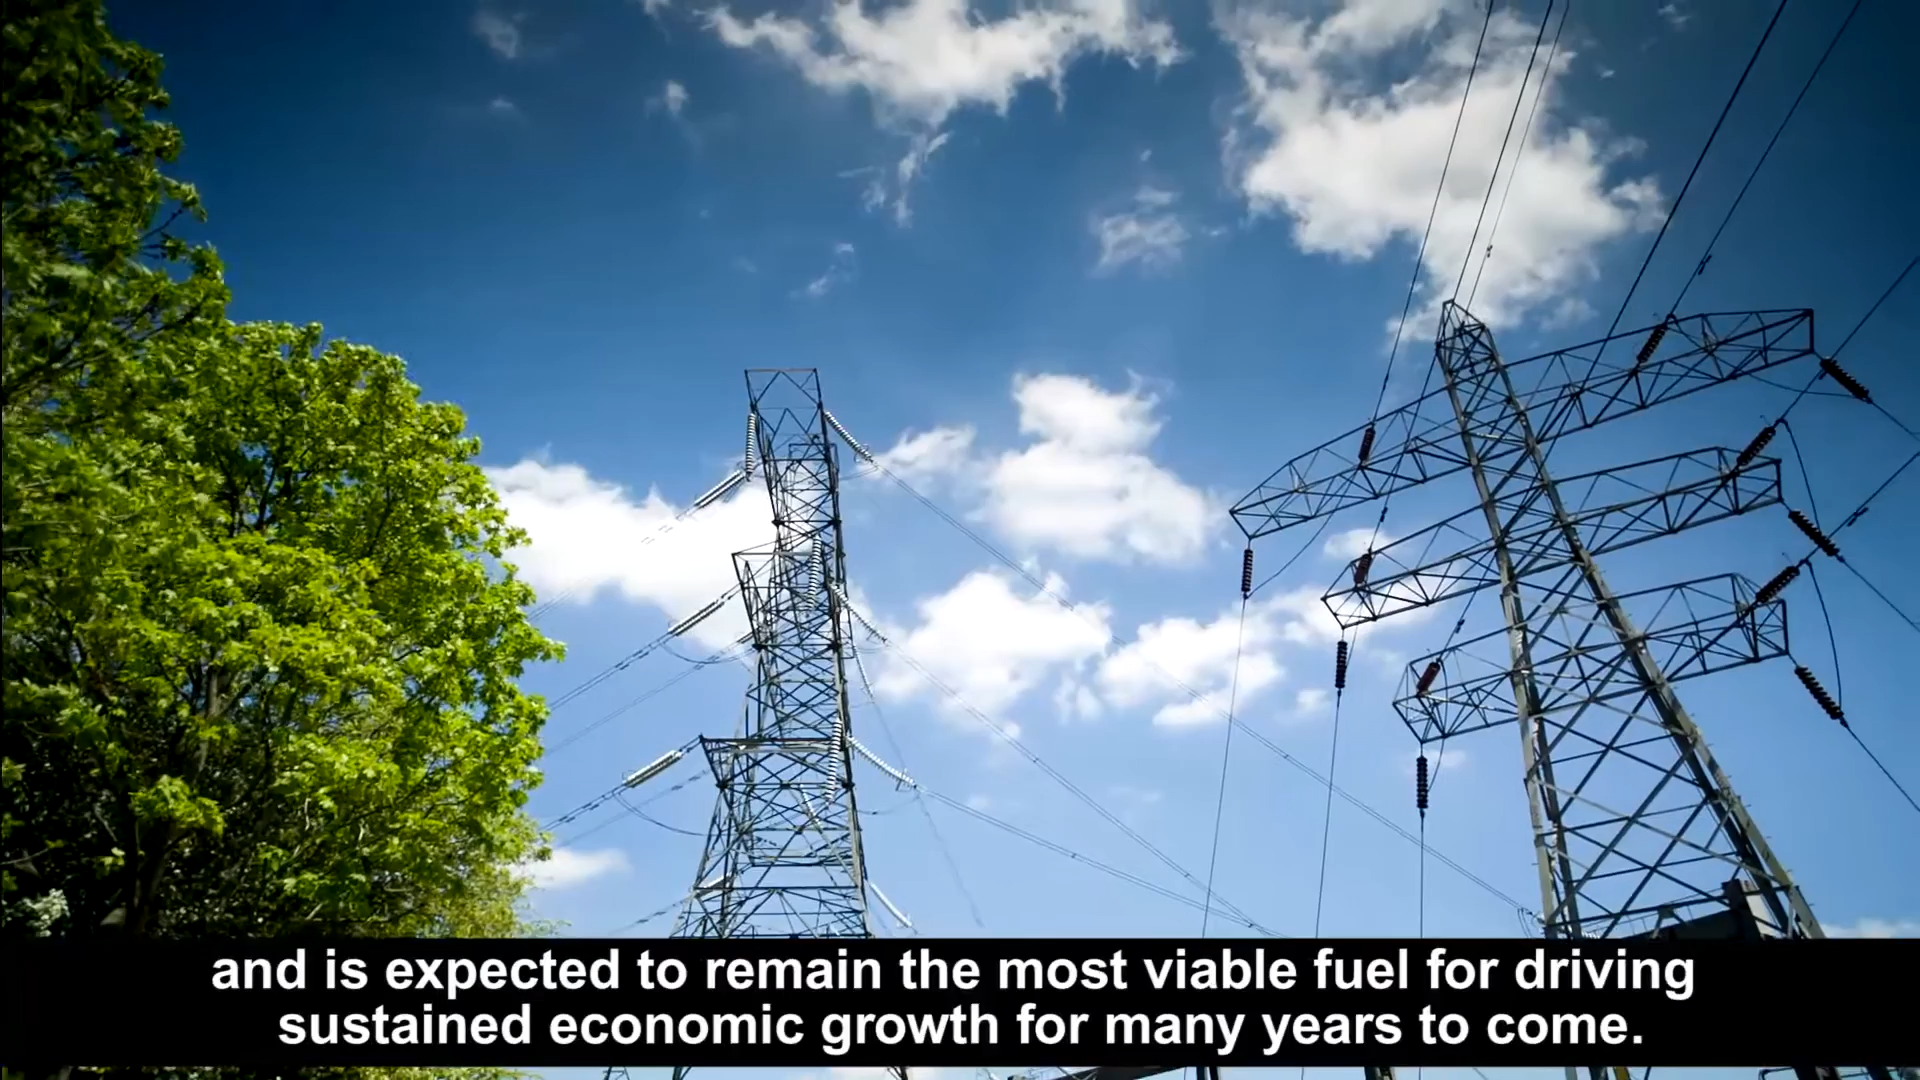 and is expected to remain the most viable fuel for driving
sustained economic growth for many years to come.